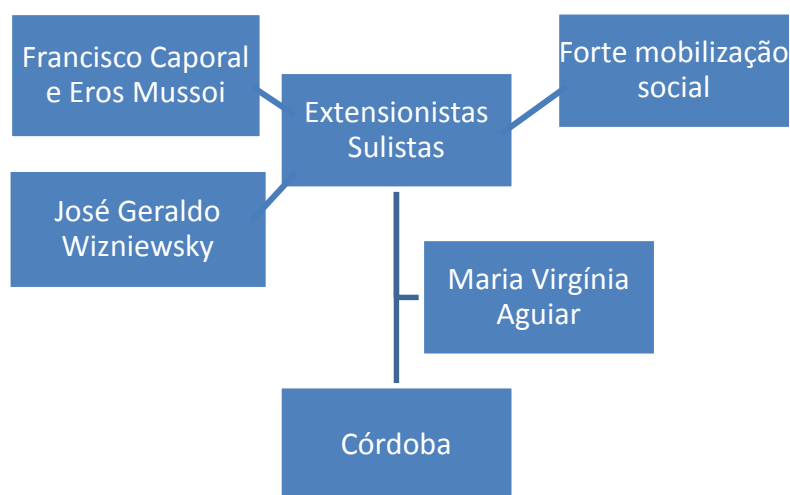 Francisco Caporal
e Eros Mussoi
Forte mobilização
social
Extensionistas
Sulistas
José Geraldo
Wizniewsky
Maria Virgínia
Aguiar
Córdoba